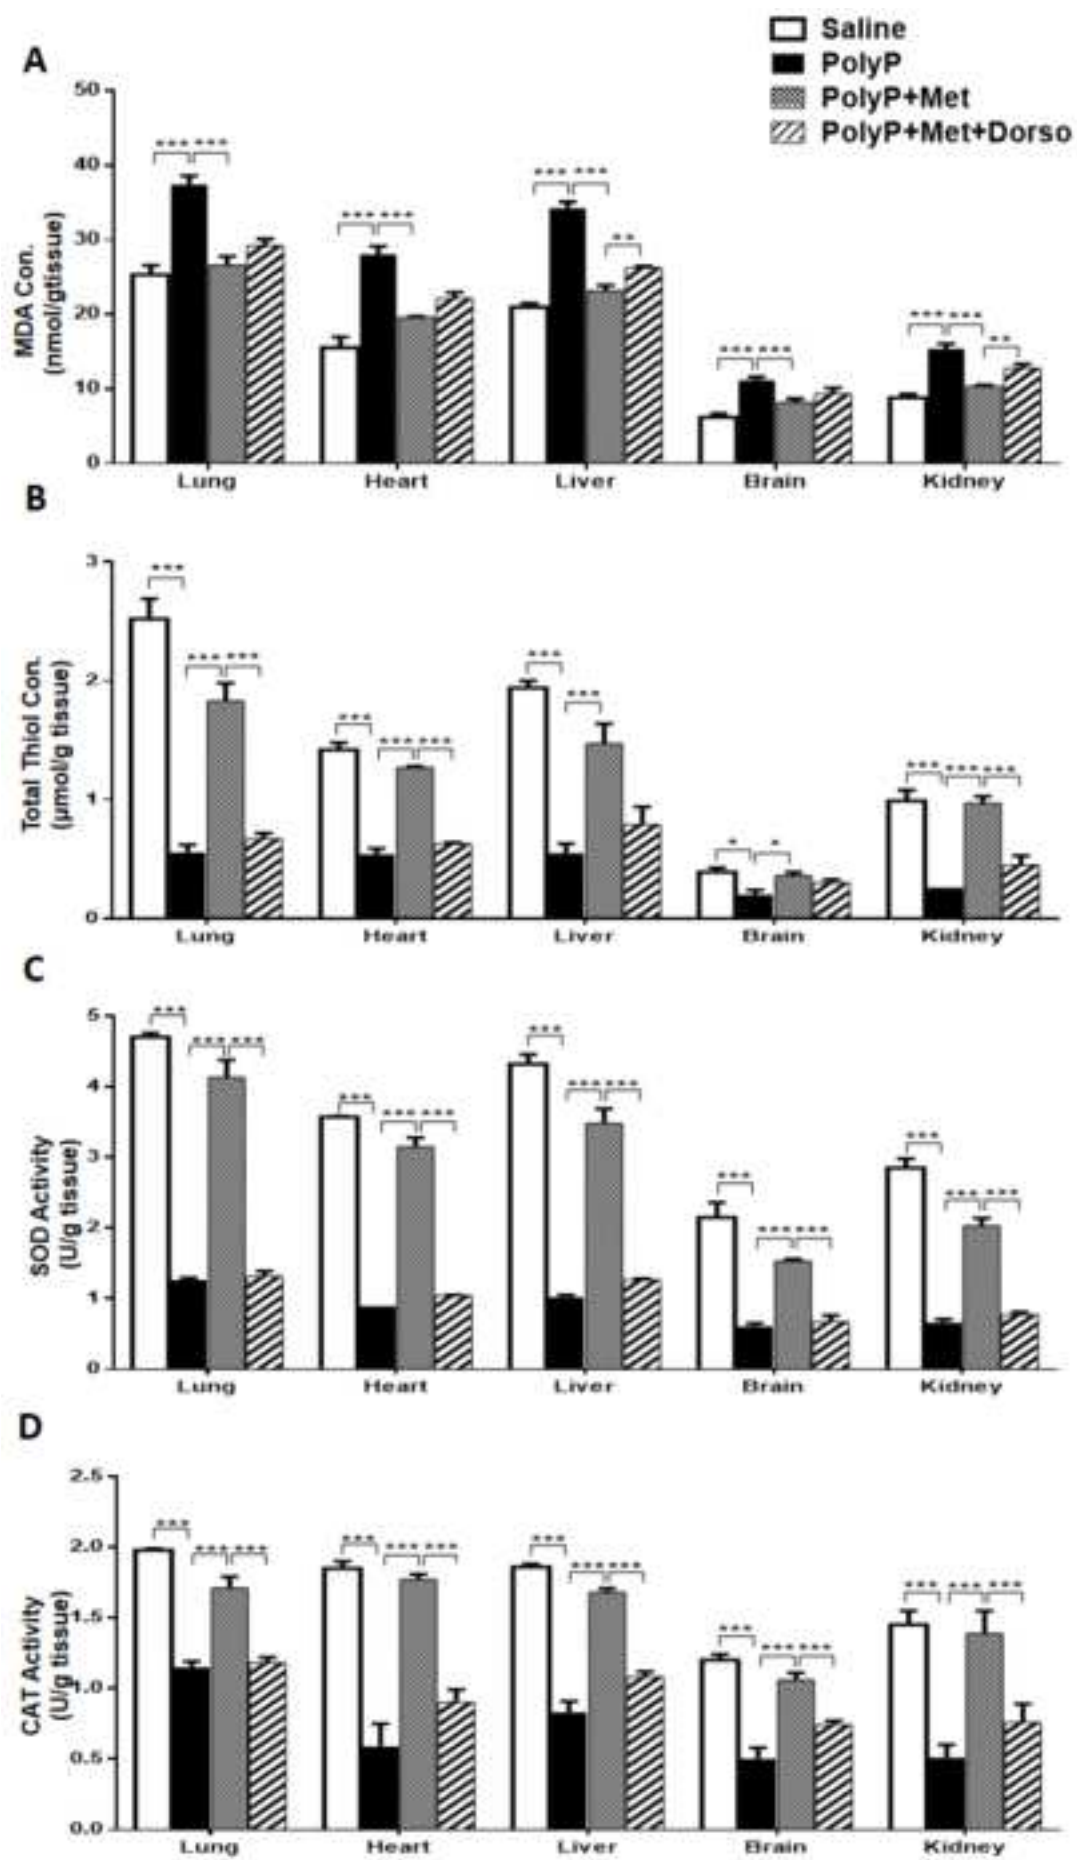 Saline
PolyP
PolyP+Met
PolyP+Met+Dorso
A
MDA Con.
(nmol/gtissue)
50
40
30
20
10
0
*** ***
*** ***
*** ***
**
*** ***
*** ***
**
Lung Heart Liver Brain Kidney
B
Total Thiol Con.
(µmol/g tissue)
3
2
1
0
***
*** ***
***
*** ***
***
***
* *
*** *** ***
Lung Heart Liver Brain Kidney
C
SOD Activity
(U/g tissue)
5
4
3
2
1
0
***
*** ***
***
*** ***
***
*** ***
***
*** ***
***
*** ***
Lung Heart Liver Brain Kidney
D
CAT Activity
(U/g tissue)
2.5
2.0
1.5
1.0
0.5
0.0
***
*** ***
***
*** ***
***
*** ***
***
*** ***
*** *** ***
Lung Heart Liver Brain Kidney